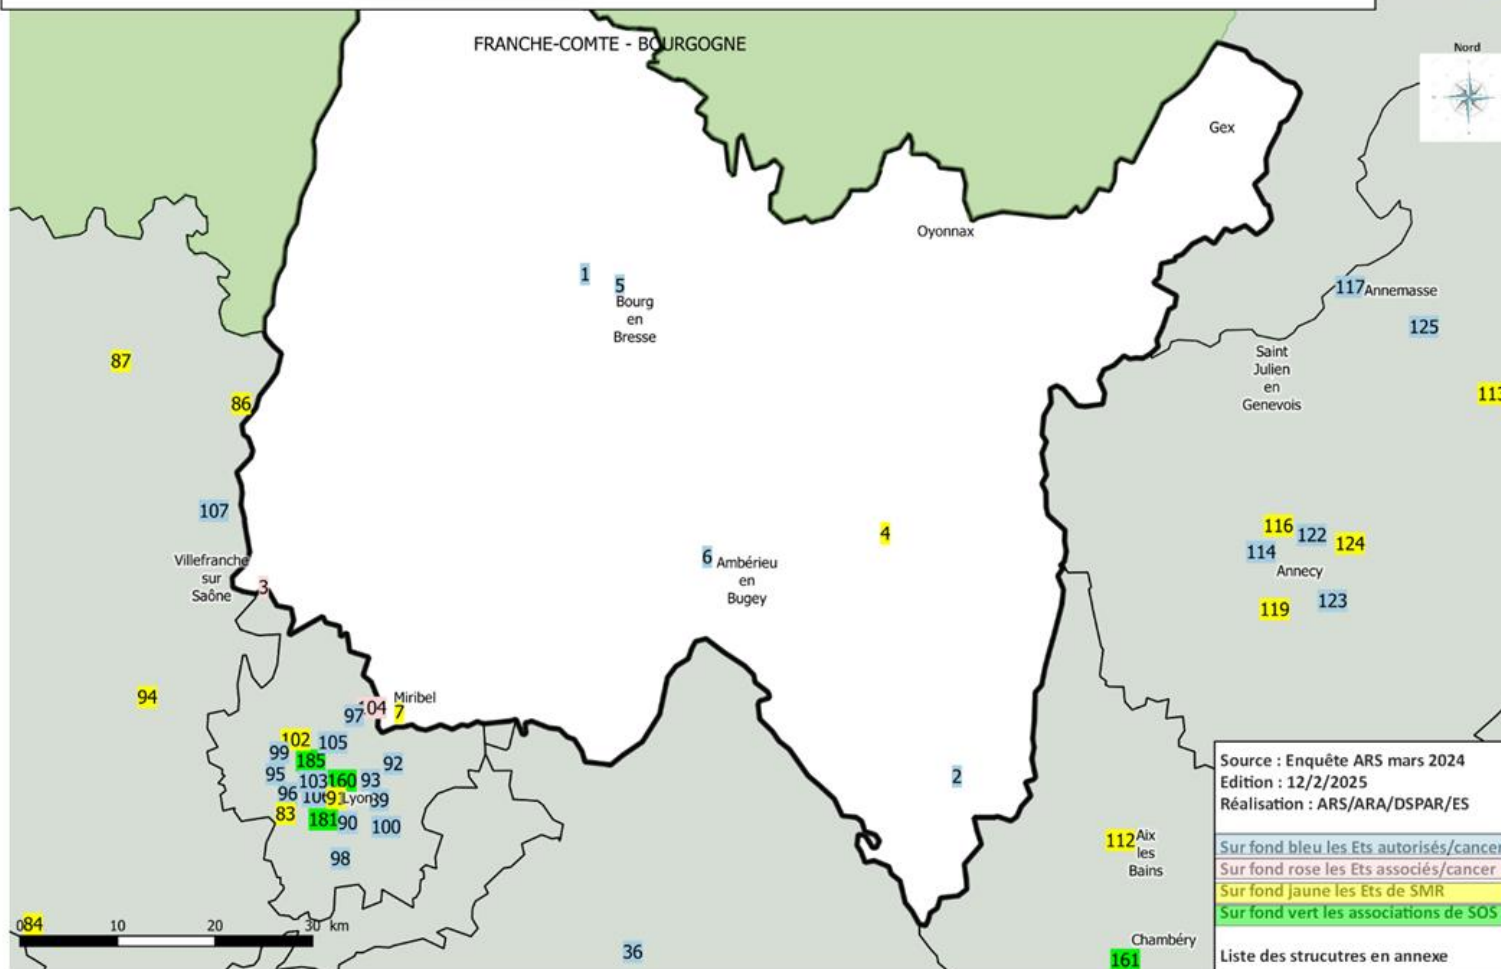 FRANCHE-COMTE - BOURGOGNE
Nord
Gex
Oyonnax
1
5
Bourg
en
Bresse
117 Annemasse
125
Saint
Julien
en
Genevois
87
86
113
107
116
122
124
114
Annecy
119
123
4
6
Ambérieu
en
Bugey
Villefranche
sur
Saône
3
94
Miribel
104
97
7
102
105
99
185
92
95
103
160
93
96
Lyon
83
181
90
100
98
2
112
Aix
les
Bains
Chambéry
161
36
84
0
10
20
30 km
Source : Enquête ARS mars 2024
Edition : 12/2/2025
Réalisation : ARS/ARA/DSPAR/ES
Sur fond bleu les Ets autorisés/cancer
Sur fond rose les Ets associés/cancer
Sur fond jaune les Ets de SMR
Sur fond vert les associations de SOS
Liste des strucutres en annexe